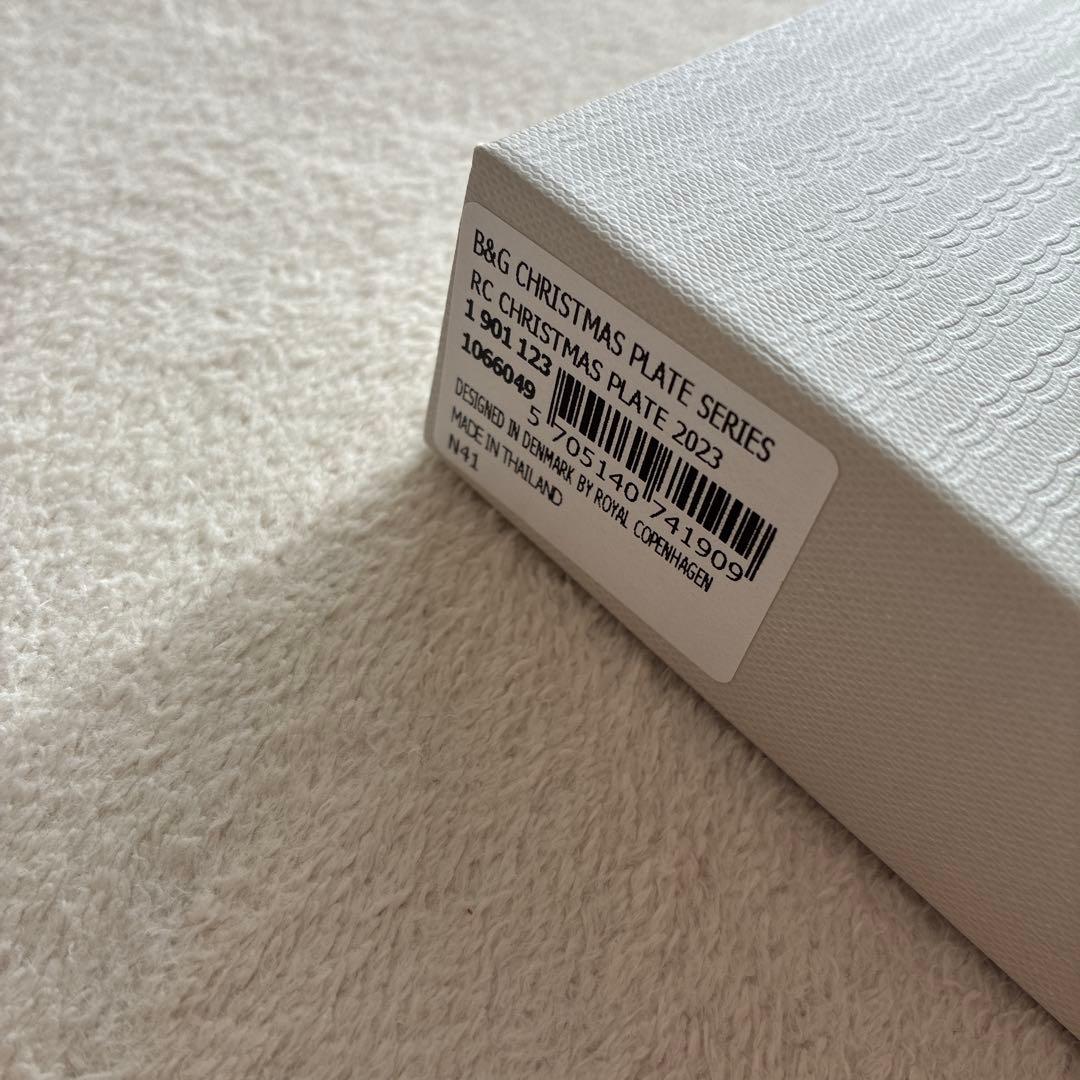 B&G CHRISTMAS PLATE SERIES
RC CHRISTMAS PLATE 2023
1 901 123
1066049
5 705140 741909
DESIGNED IN DENMARK BY ROYAL COPENHAGEN
MADE IN THAILAND
N41